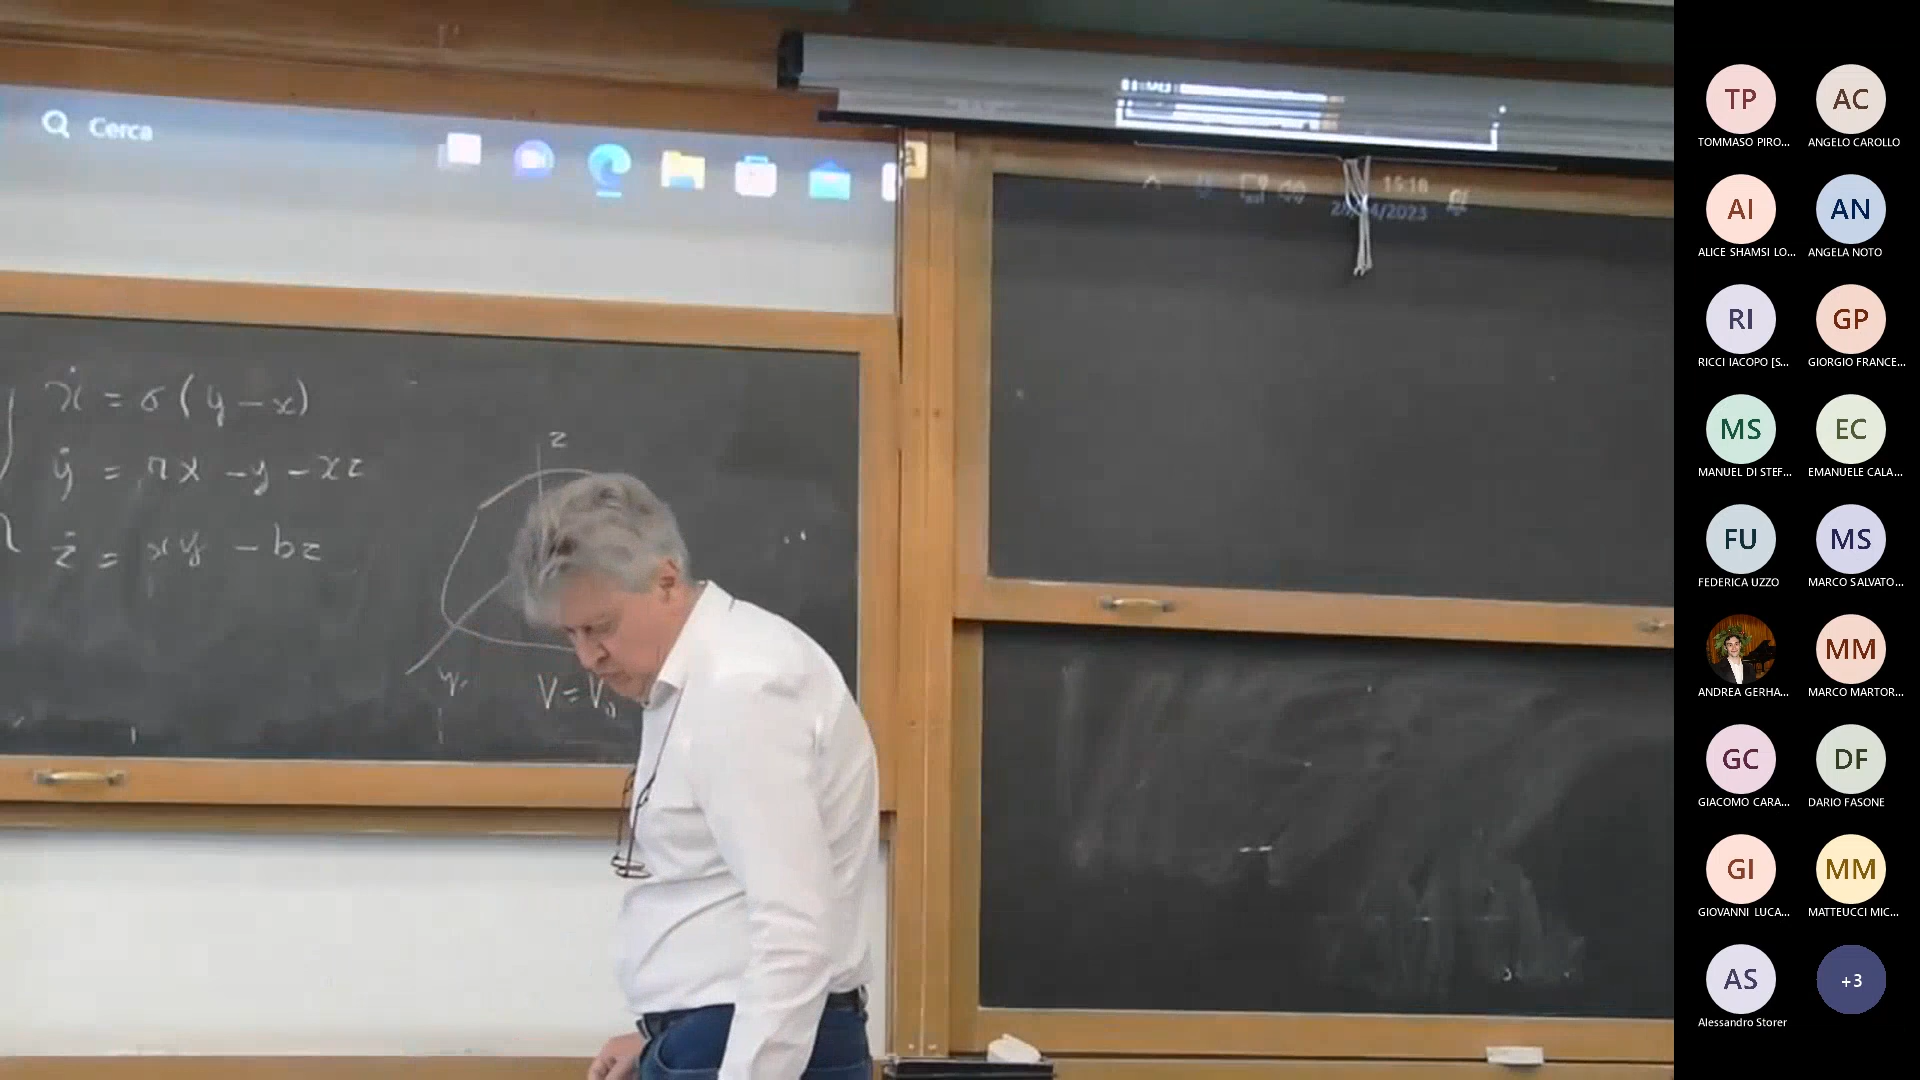 Cerca
15:18
ẋ = σ(y-x)
ẏ = rx -y -xz
ż = xy - bz
z
y
V=V₀
TP
TOMMASO PIRO...
AC
ANGELO CAROLLO
AI
ALICE SHAMSI LO...
AN
ANGELA NOTO
RI
RICCI IACOPO [S...
GP
GIORGIO FRANCE...
MS
MANUEL DI STEF...
EC
EMANUELE CALA...
FU
FEDERICA UZZO
MS
MARCO SALVATO...
ANDREA GERHA...
MM
MARCO MARTOR...
GC
GIACOMO CARA...
DF
DARIO FASONE
GI
GIOVANNI LUCA...
MM
MATTEUCCI MIC...
AS
Alessandro Storer
+3